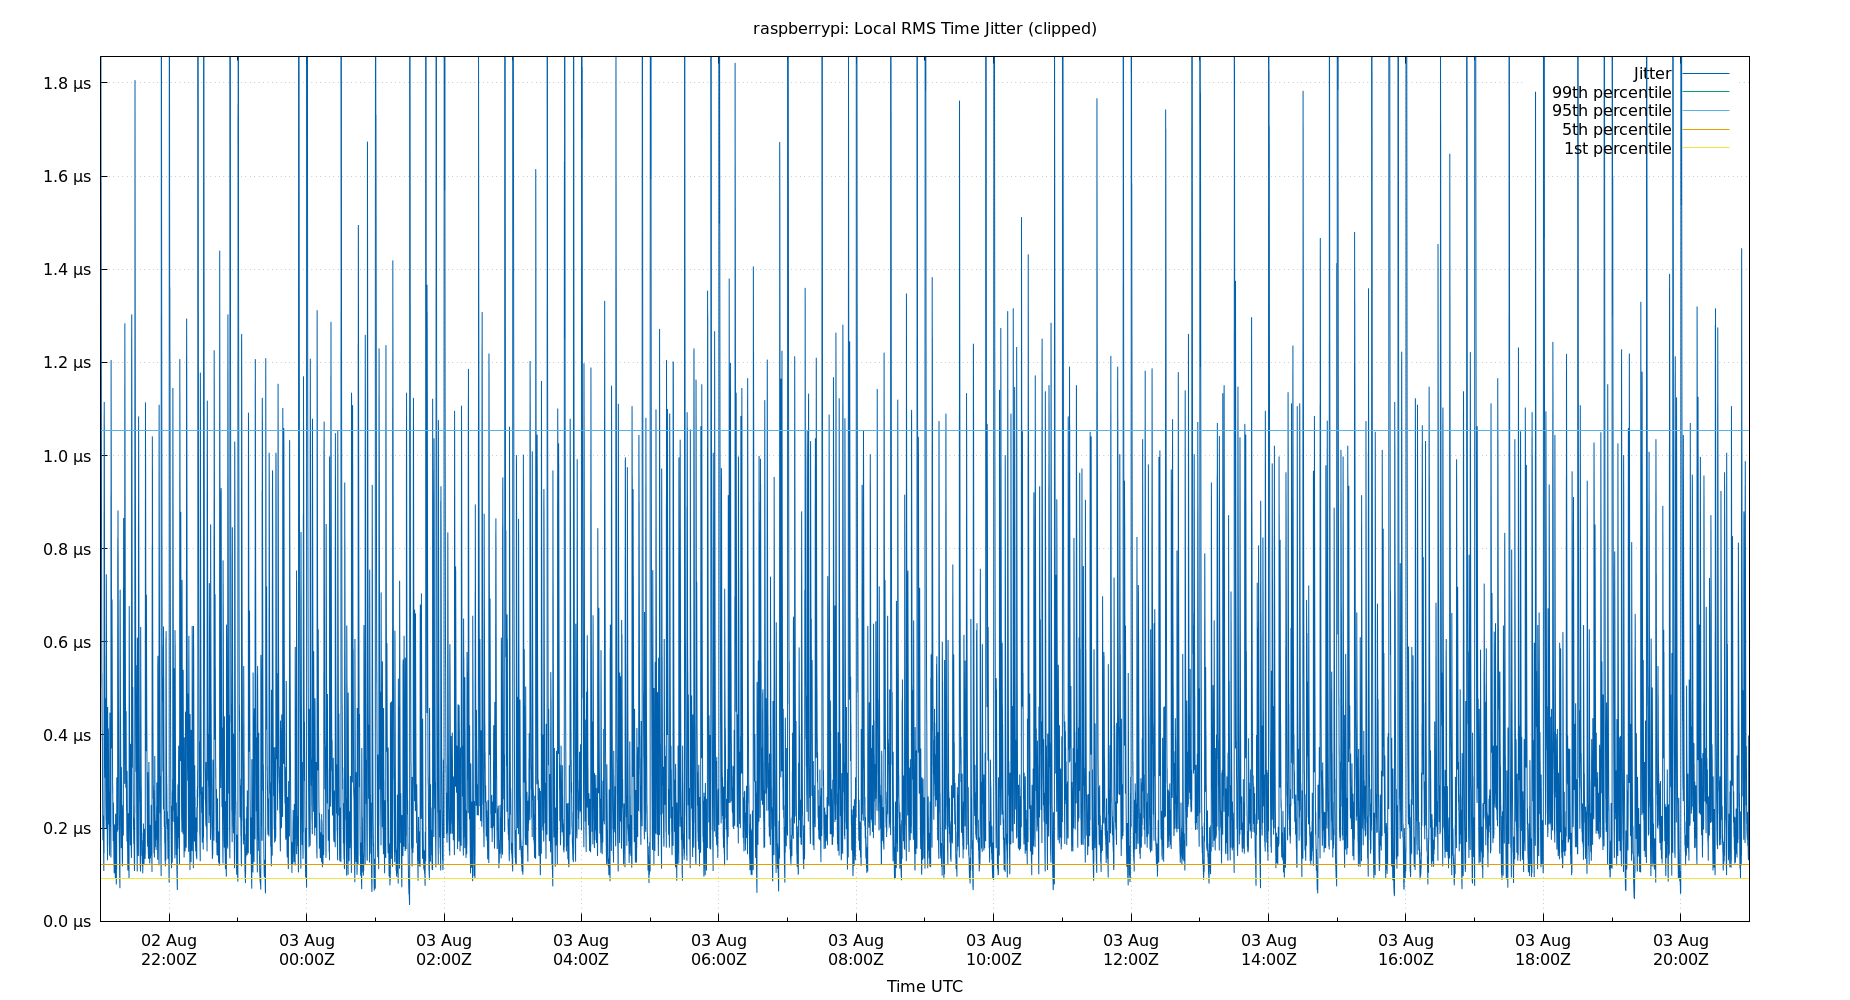 raspberrypi: Local RMS Time Jitter (clipped)
1.8 µs
1.6 µs
1.4 µs
1.2 µs
1.0 µs
0.8 µs
0.6 µs
0.4 µs
0.2 µs
0.0 µs
Jitter
99th percentile
95th percentile
5th percentile
1st percentile
02 Aug 03 Aug 03 Aug 03 Aug 03 Aug 03 Aug 03 Aug 03 Aug 03 Aug 03 Aug 03 Aug 03 Aug
22:00Z 00:00Z 02:00Z 04:00Z 06:00Z 08:00Z 10:00Z 12:00Z 14:00Z 16:00Z 18:00Z 20:00Z
Time UTC